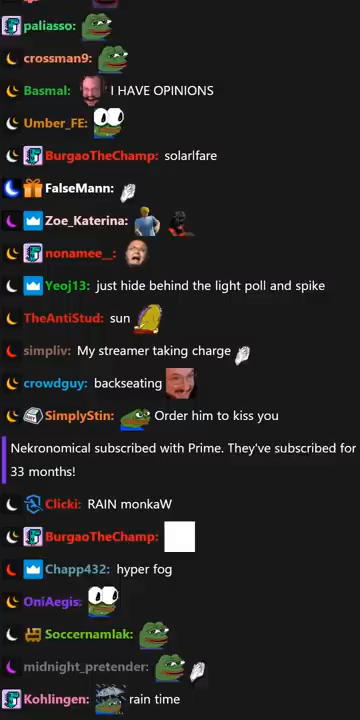 paliasso:
crossman9:
Basmal: I HAVE OPINIONS
Umber_FE:
BurgaoTheChamp: solarlfare
FalseMann:
Zoe_Katerina:
nonamee__:
Yeoj13: just hide behind the light poll and spike
TheAntiStud: sun
simpliv: My streamer taking charge
crowdguy: backseating
SimplyStin: Order him to kiss you
Nekronomical subscribed with Prime. They've subscribed for
33 months!
Clicki: RAIN monkaW
BurgaoTheChamp:
Chapp432: hyper fog
OniAegis:
Soccernamlak:
midnight_pretender:
Kohlingen: rain time